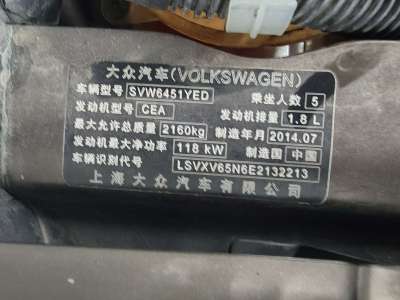 大众汽车(VOLKSWAGEN)
车辆型号 SVW6451YED 乘坐人数 5
发动机型号 CEA 发动机排量 1.8 L
最大允许总质量 2160kg 制造年月 2014.07
发动机最大净功率 118 kW 制造国 中国
车辆识别代号 LSVXV65N6E2132213
上海大众汽车有限公司